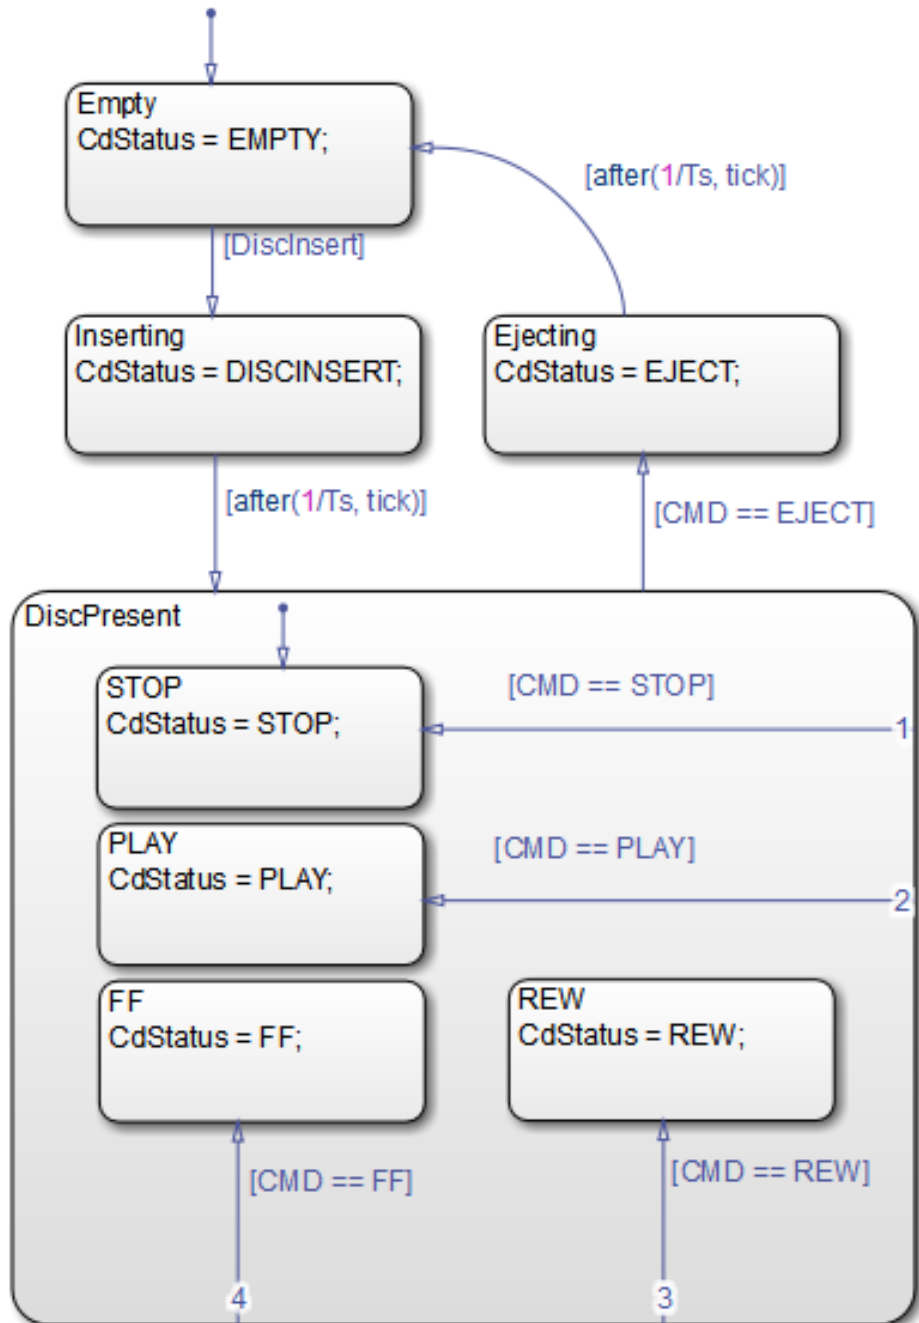 Empty
CdStatus = EMPTY;
[after(1/Ts, tick)]
[DiscInsert]
Inserting
CdStatus = DISCINSERT;
Ejecting
CdStatus = EJECT;
[after(1/Ts, tick)]
[CMD == EJECT]
DiscPresent
STOP
CdStatus = STOP;
[CMD == STOP]
1
PLAY
CdStatus = PLAY;
[CMD == PLAY]
2
FF
CdStatus = FF;
REW
CdStatus = REW;
[CMD == FF]
[CMD == REW]
4
3